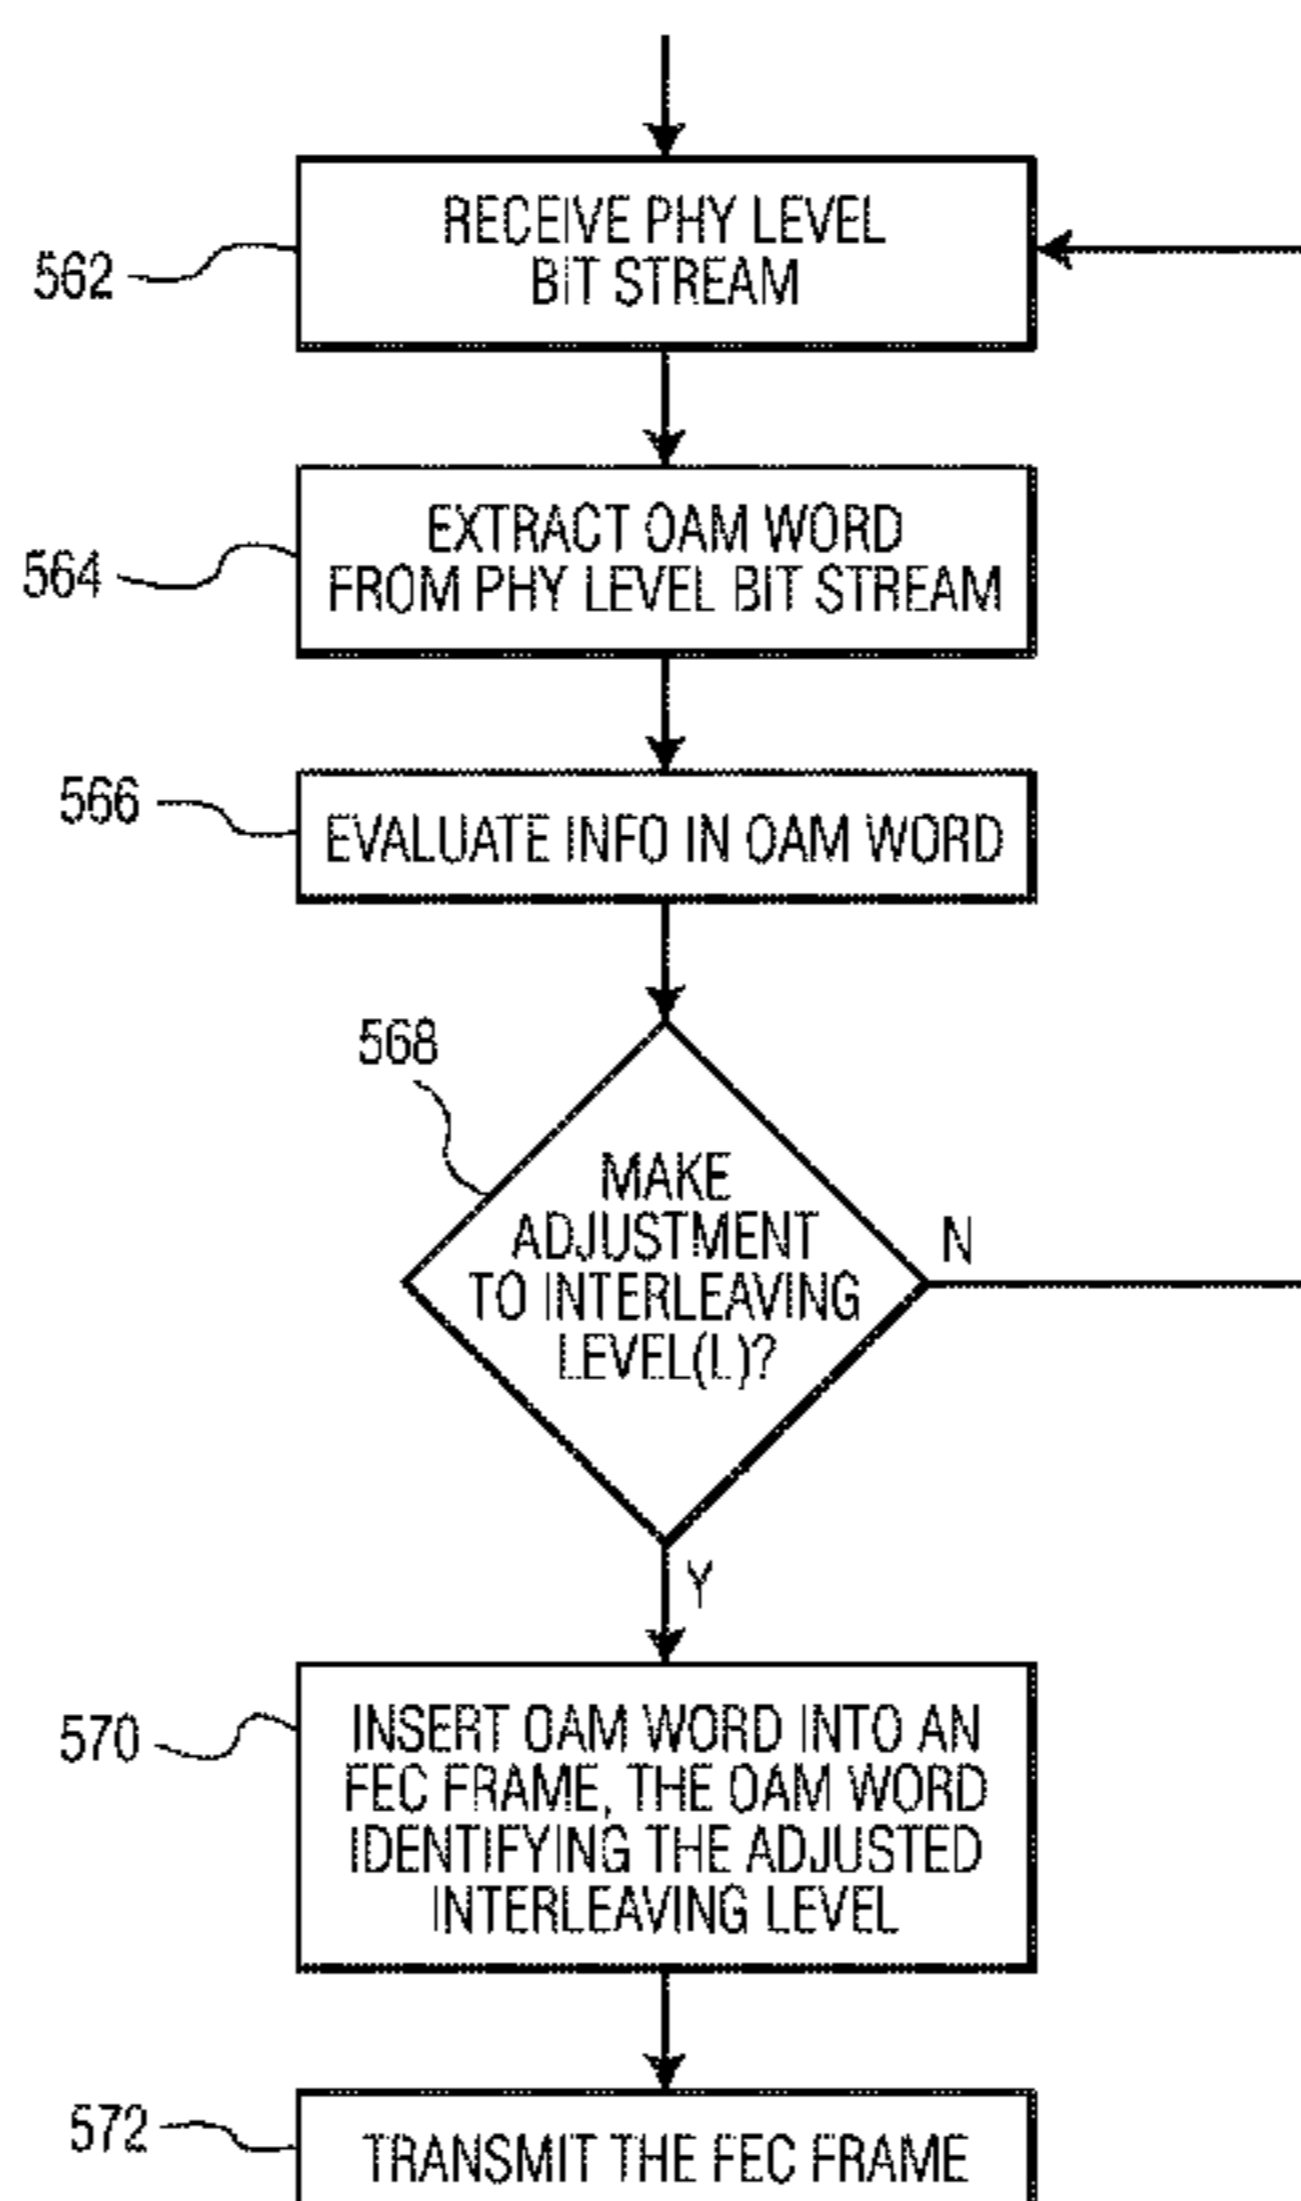 RECEIVE PHY LEVEL
BIT STREAM
562
EXTRACT OAM WORD
FROM PHY LEVEL BIT STREAM
564
566
EVALUATE INFO IN OAM WORD
568
MAKE
ADJUSTMENT
TO INTERLEAVING
LEVEL(L)?
N
Y
570
INSERT OAM WORD INTO AN
FEC FRAME, THE OAM WORD
IDENTIFYING THE ADJUSTED
INTERLEAVING LEVEL
572
TRANSMIT THE FEC FRAME